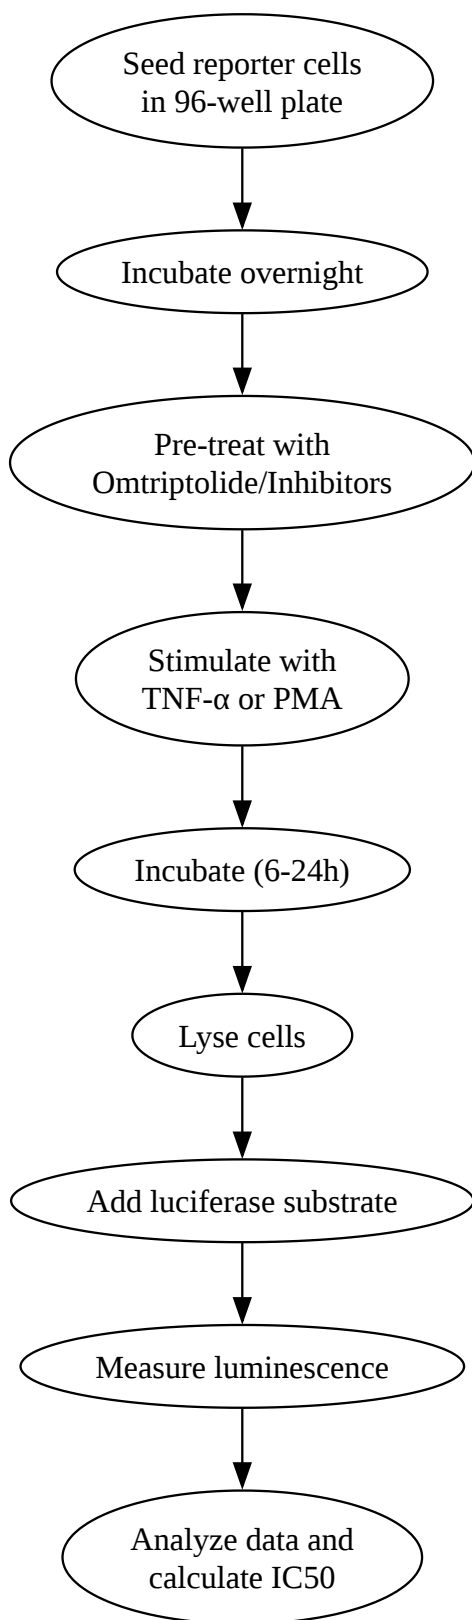 Seed reporter cells
in 96-well plate
Incubate overnight
Pre-treat with
Omtriptolide/Inhibitors
Stimulate with
TNF-α or PMA
Incubate (6-24h)
Lyse cells
Add luciferase substrate
Measure luminescence
Analyze data and
calculate IC50